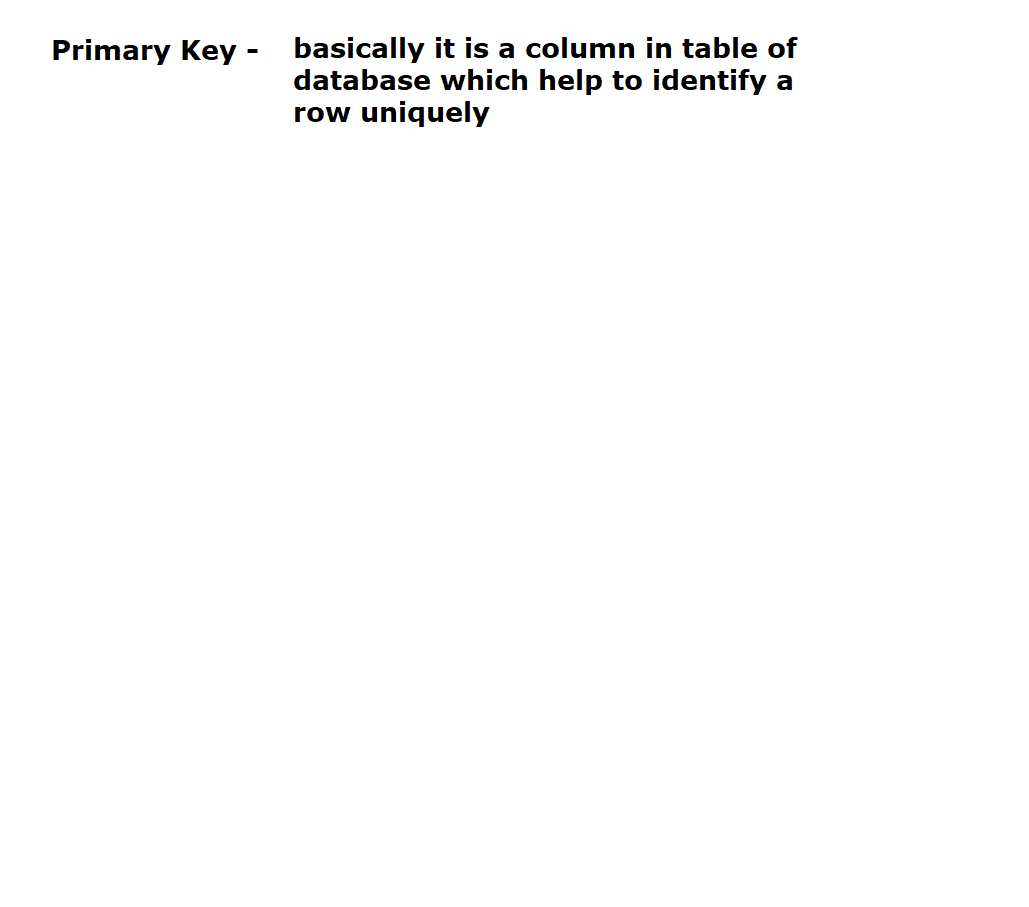 Primary Key - basically it is a column in table of
database which help to identify a
row uniquely